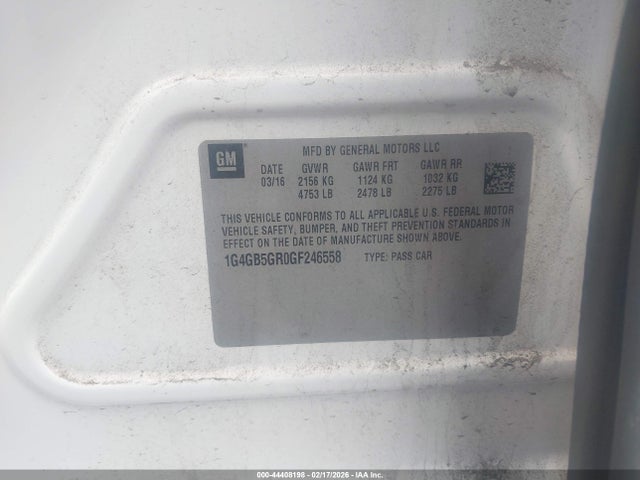 GM
MFD BY GENERAL MOTORS LLC
DATE GVWR GAWR FRT GAWR RR
03/16 2156 KG 1124 KG 1032 KG
4753 LB 2478 LB 2275 LB
THIS VEHICLE CONFORMS TO ALL APPLICABLE U.S. FEDERAL MOTOR
VEHICLE SAFETY, BUMPER, AND THEFT PREVENTION STANDARDS IN
EFFECT ON THE DATE OF MANUFACTURE SHOWN ABOVE.
1G4GB5GR0GF246558 TYPE: PASS CAR
000-44408198 - 02/17/2026 - IAA Inc.